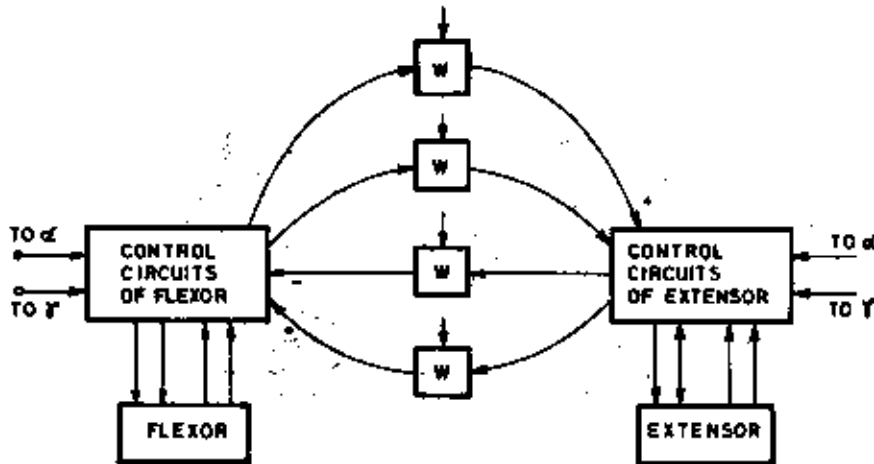 W
W
TO α
CONTROL
CIRCUITS
OF FLEXOR
TO γ
W
CONTROL
CIRCUITS
OF EXTENSOR
TO α
TO γ
W
FLEXOR
EXTENSOR